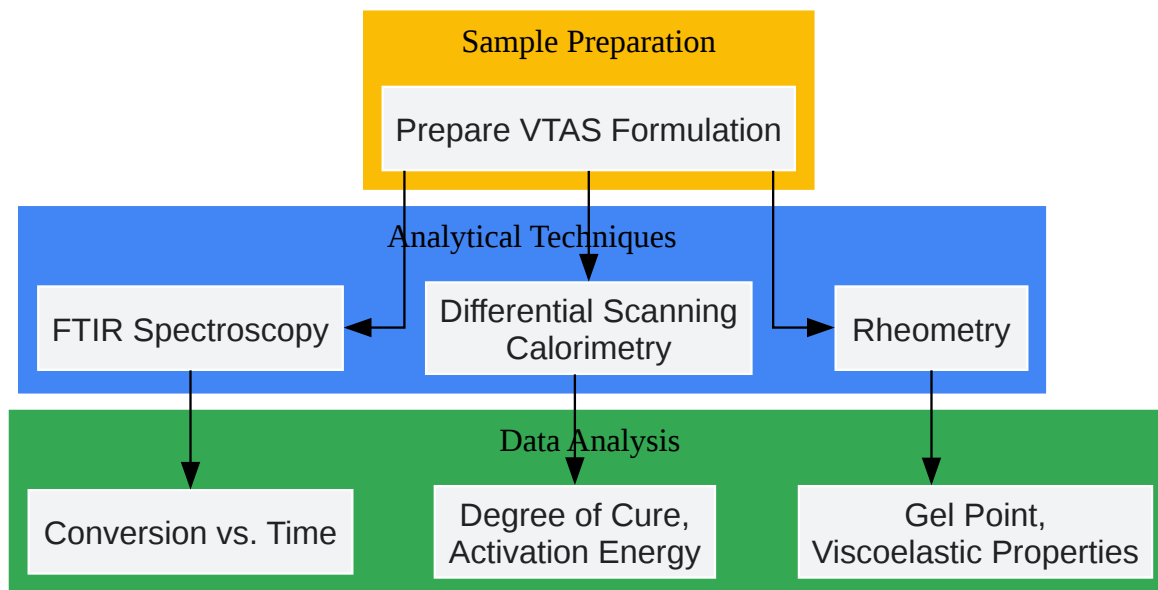 Sample Preparation
Prepare VTAS Formulation
Analytical Techniques
FTIR Spectroscopy
Differential Scanning
Calorimetry
Rheometry
Data Analysis
Conversion vs. Time
Degree of Cure,
Activation Energy
Gel Point,
Viscoelastic Properties